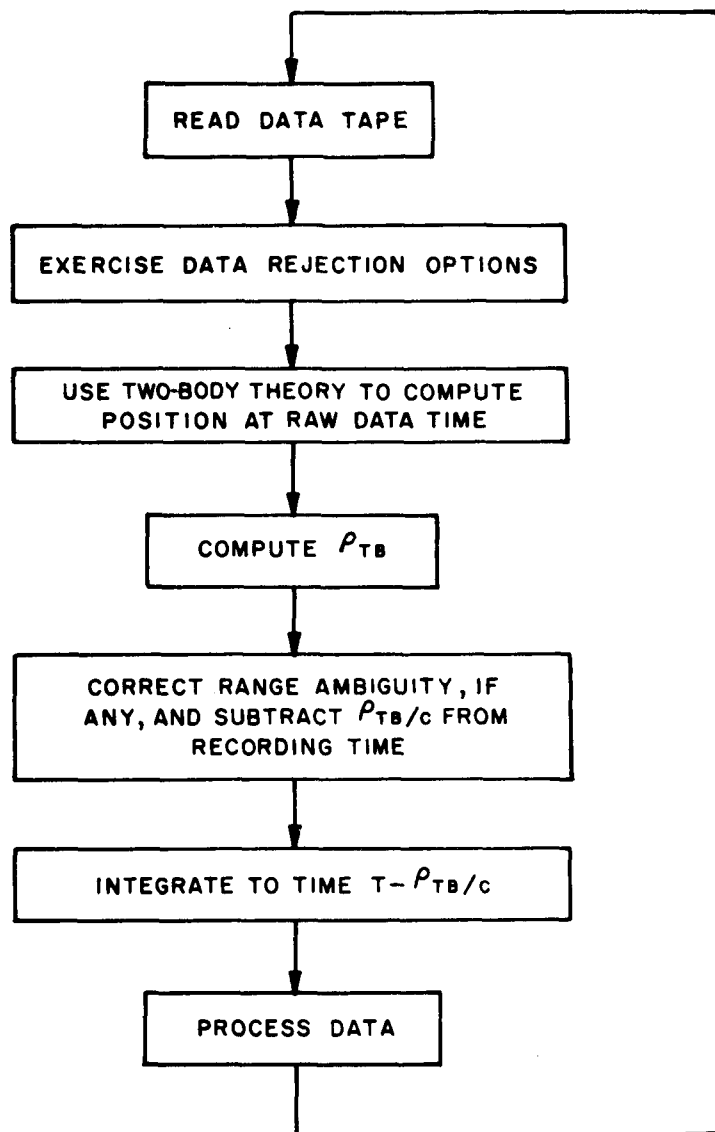 READ DATA TAPE
EXERCISE DATA REJECTION OPTIONS
USE TWO-BODY THEORY TO COMPUTE
POSITION AT RAW DATA TIME
COMPUTE ρTB
CORRECT RANGE AMBIGUITY, IF
ANY, AND SUBTRACT ρTB/C FROM
RECORDING TIME
INTEGRATE TO TIME T-ρTB/C
PROCESS DATA